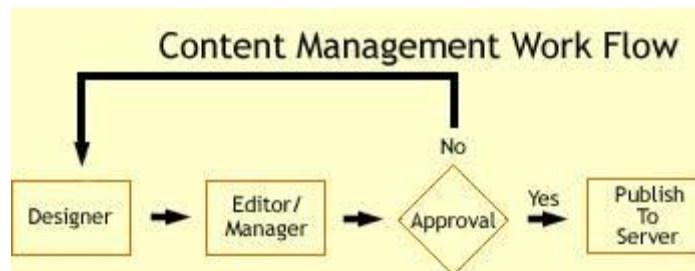 Content Management Work Flow
No
Designer
Editor/
Manager
Approval
Yes
Publish
To
Server